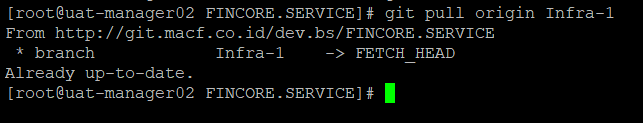 [root@uat-manager02 FINCORE.SERVICE]# git pull origin Infra-1
From http://git.macf.co.id/dev.bs/FINCORE.SERVICE
 * branch            Infra-1    -> FETCH_HEAD
Already up-to-date.
[root@uat-manager02 FINCORE.SERVICE]#